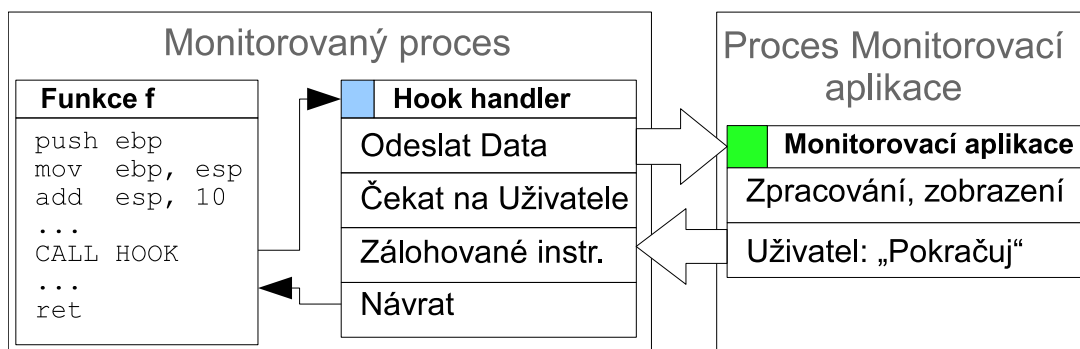 Monitorovaný proces
Funkce f
push ebp
mov ebp, esp
add esp, 10
...
CALL HOOK
...
ret
Hook handler
Odeslat Data
Čekat na Uživatele
Zálohované instr.
Návrat
Proces Monitorovací
aplikace
Monitorovací aplikace
Zpracování, zobrazení
Uživatel: „Pokračuj“